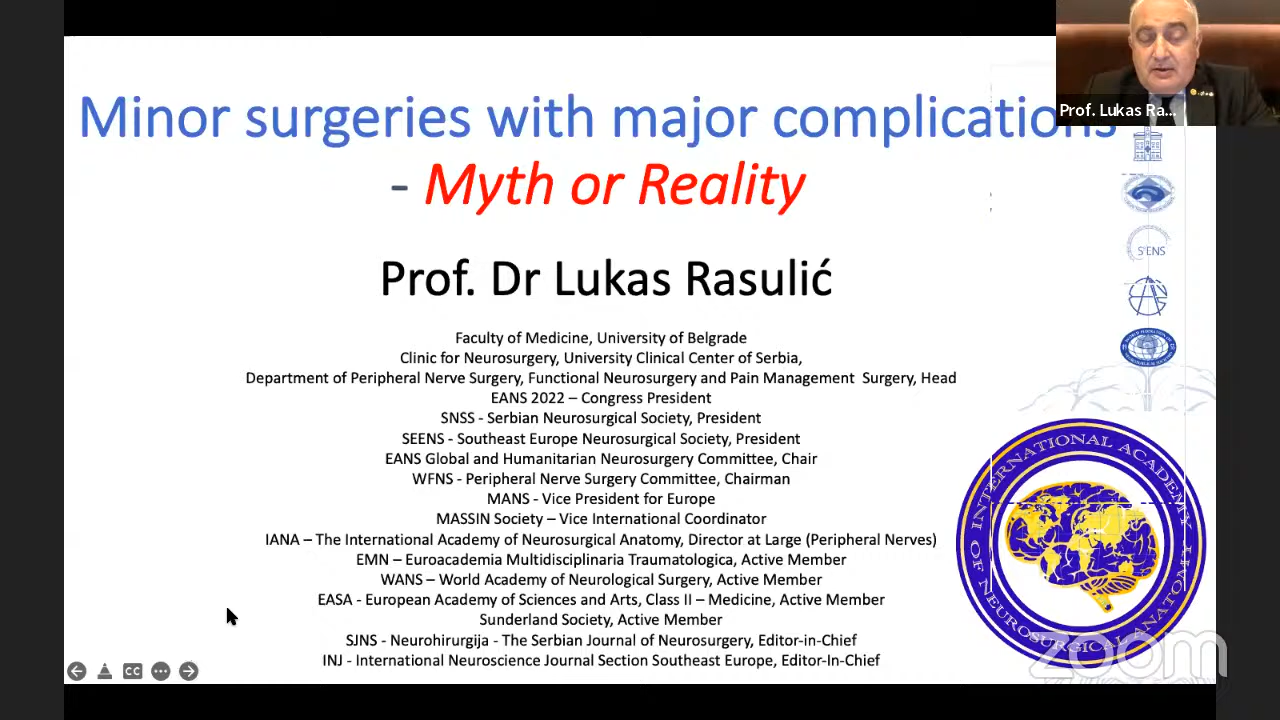 Minor surgeries with major complications
- Myth or Reality
Prof. Lukas Ra...
Prof. Dr Lukas Rasulić
Faculty of Medicine, University of Belgrade
Clinic for Neurosurgery, University Clinical Center of Serbia,
Department of Peripheral Nerve Surgery, Functional Neurosurgery and Pain Management Surgery, Head
EANS 2022 – Congress President
SNSS - Serbian Neurosurgical Society, President
SEENS - Southeast Europe Neurosurgical Society, President
EANS Global and Humanitarian Neurosurgery Committee, Chair
WFNS - Peripheral Nerve Surgery Committee, Chairman
MANS - Vice President for Europe
MASSIN Society – Vice International Coordinator
IANA – The International Academy of Neurosurgical Anatomy, Director at Large (Peripheral Nerves)
EMN – Euroacademia Multidisciplinaria Traumatologica, Active Member
WANS – World Academy of Neurological Surgery, Active Member
EASA - European Academy of Sciences and Arts, Class II – Medicine, Active Member
Sunderland Society, Active Member
SJNS - Neurohirurgija - The Serbian Journal of Neurosurgery, Editor-in-Chief
INJ - International Neuroscience Journal Section Southeast Europe, Editor-In-Chief
SEENS
EANS
INTERNATIONAL ACADEMY OF NEUROSURGICAL ANATOMY
zoom
CC